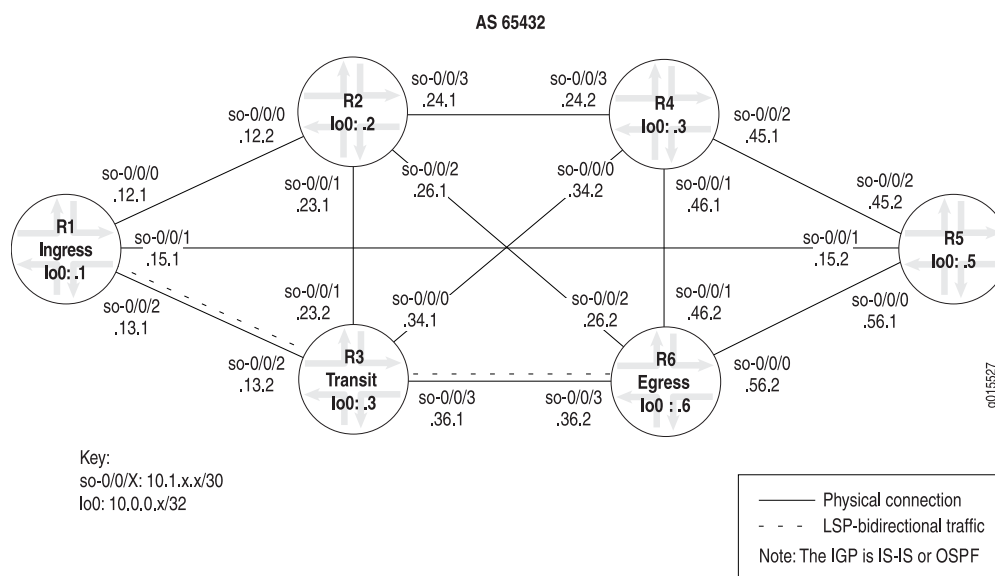 AS 65432
so-0/0/3
.24.1
so-0/0/3
.24.2
R2
lo0: .2
R4
lo0: .3
so-0/0/0
.12.2
so-0/0/2
.45.1
so-0/0/0
.12.1
so-0/0/2
.26.1
so-0/0/0
.34.2
so-0/0/1
.23.1
so-0/0/1
.46.1
so-0/0/2
.45.2
R1
Ingress
lo0: .1
so-0/0/1
.15.1
so-0/0/1
.15.2
R5
lo0: .5
so-0/0/2
.13.1
so-0/0/1
.23.2
so-0/0/0
.34.1
so-0/0/2
.26.2
so-0/0/1
.46.2
so-0/0/0
.56.1
so-0/0/2
.13.2
R3
Transit
lo0: .3
R6
Egress
lo0 : .6
so-0/0/0
.56.2
so-0/0/3
.36.1
so-0/0/3
.36.2
g015527
Key:
so-0/0/X: 10.1.x.x/30
lo0: 10.0.0.x/32
Physical connection
LSP-bidirectional traffic
Note: The IGP is IS-IS or OSPF